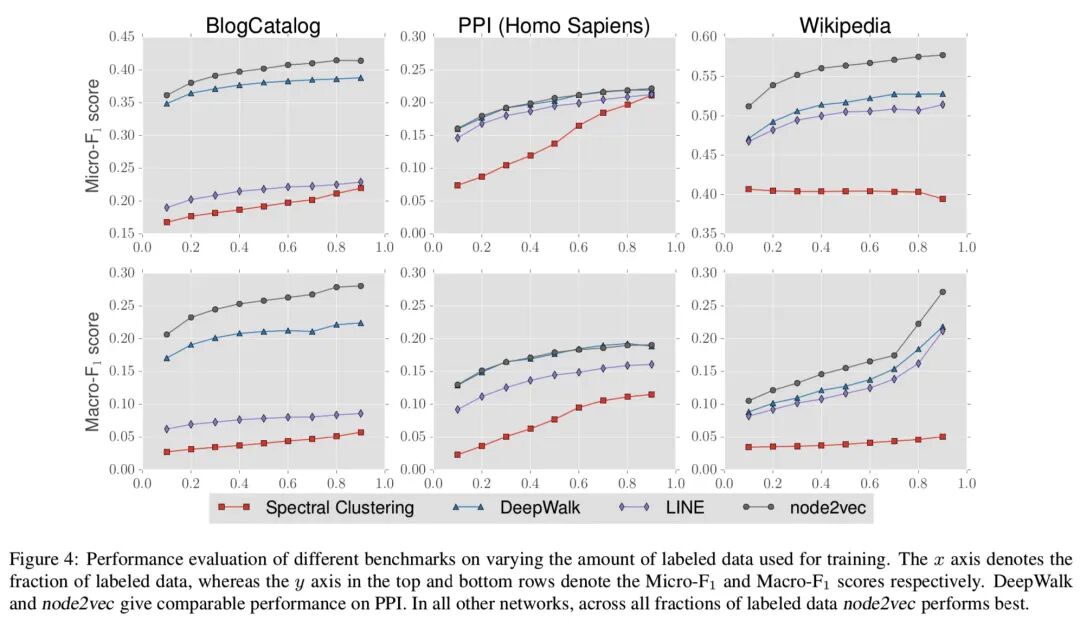 BlogCatalog PPI (Homo Sapiens) Wikipedia
Micro-F₁ score
0.45 0.40 0.35 0.30 0.25 0.20 0.15
0.0 0.2 0.4 0.6 0.8 1.0
0.30 0.25 0.20 0.15 0.10 0.05 0.00
0.0 0.2 0.4 0.6 0.8 1.0
0.60 0.55 0.50 0.45 0.40 0.35
0.0 0.2 0.4 0.6 0.8 1.0
Macro-F₁ score
0.30 0.25 0.20 0.15 0.10 0.05 0.00
0.0 0.2 0.4 0.6 0.8 1.0
0.30 0.25 0.20 0.15 0.10 0.05 0.00
0.0 0.2 0.4 0.6 0.8 1.0
0.30 0.25 0.20 0.15 0.10 0.05 0.00
0.0 0.2 0.4 0.6 0.8 1.0
Spectral Clustering DeepWalk LINE node2vec
Figure 4: Performance evaluation of different benchmarks on varying the amount of labeled data used for training. The x axis denotes the
fraction of labeled data, whereas the y axis in the top and bottom rows denote the Micro-F₁ and Macro-F₁ scores respectively. DeepWalk
and node2vec give comparable performance on PPI. In all other networks, across all fractions of labeled data node2vec performs best.